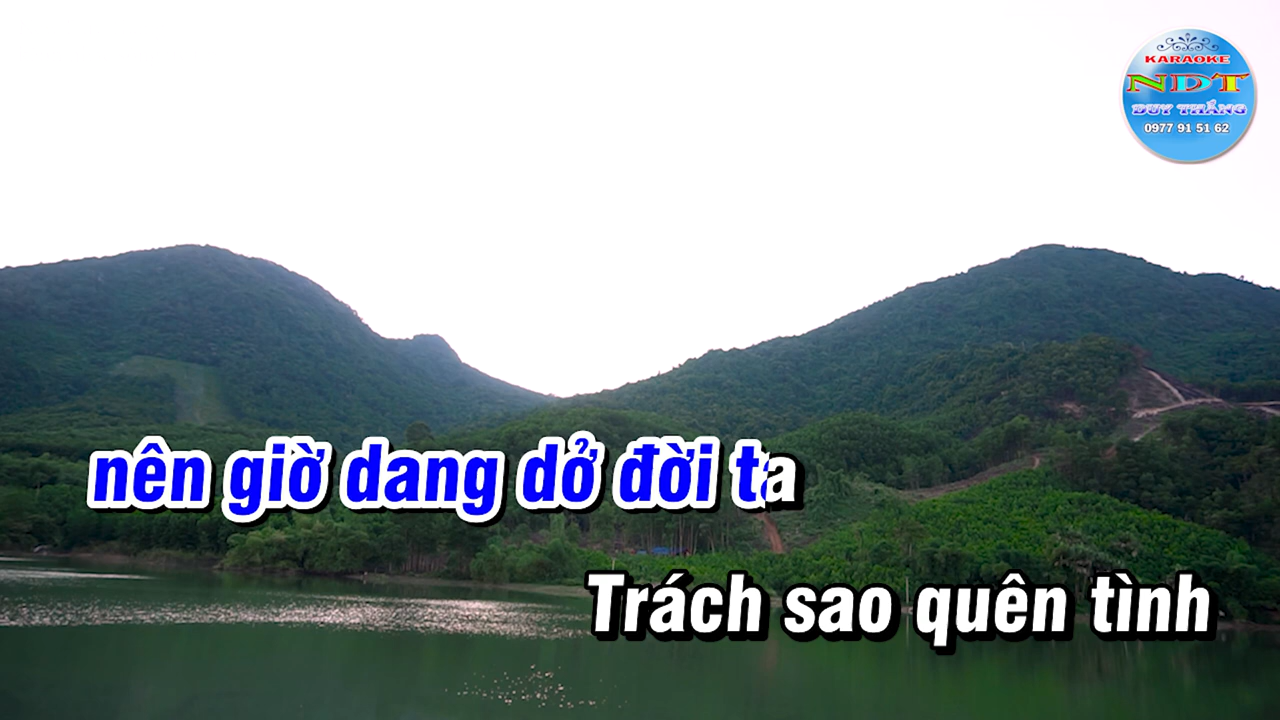 KARAOKE
NDT
DUY THẮNG
0977 91 51 62
nên giờ dang dở đời ta
Trách sao quên tình